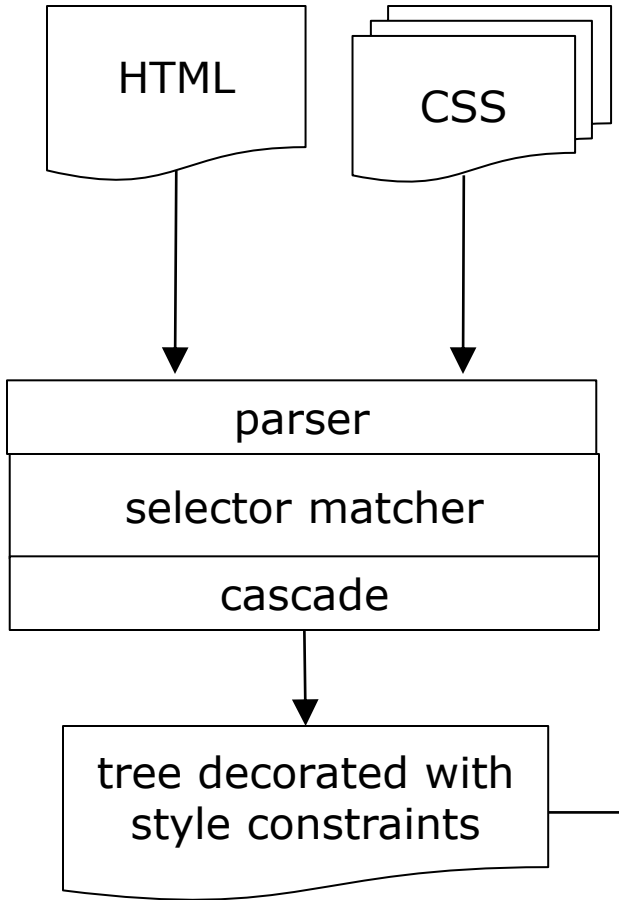 HTML
CSS
parser
selector matcher
cascade
tree decorated with
style constraints